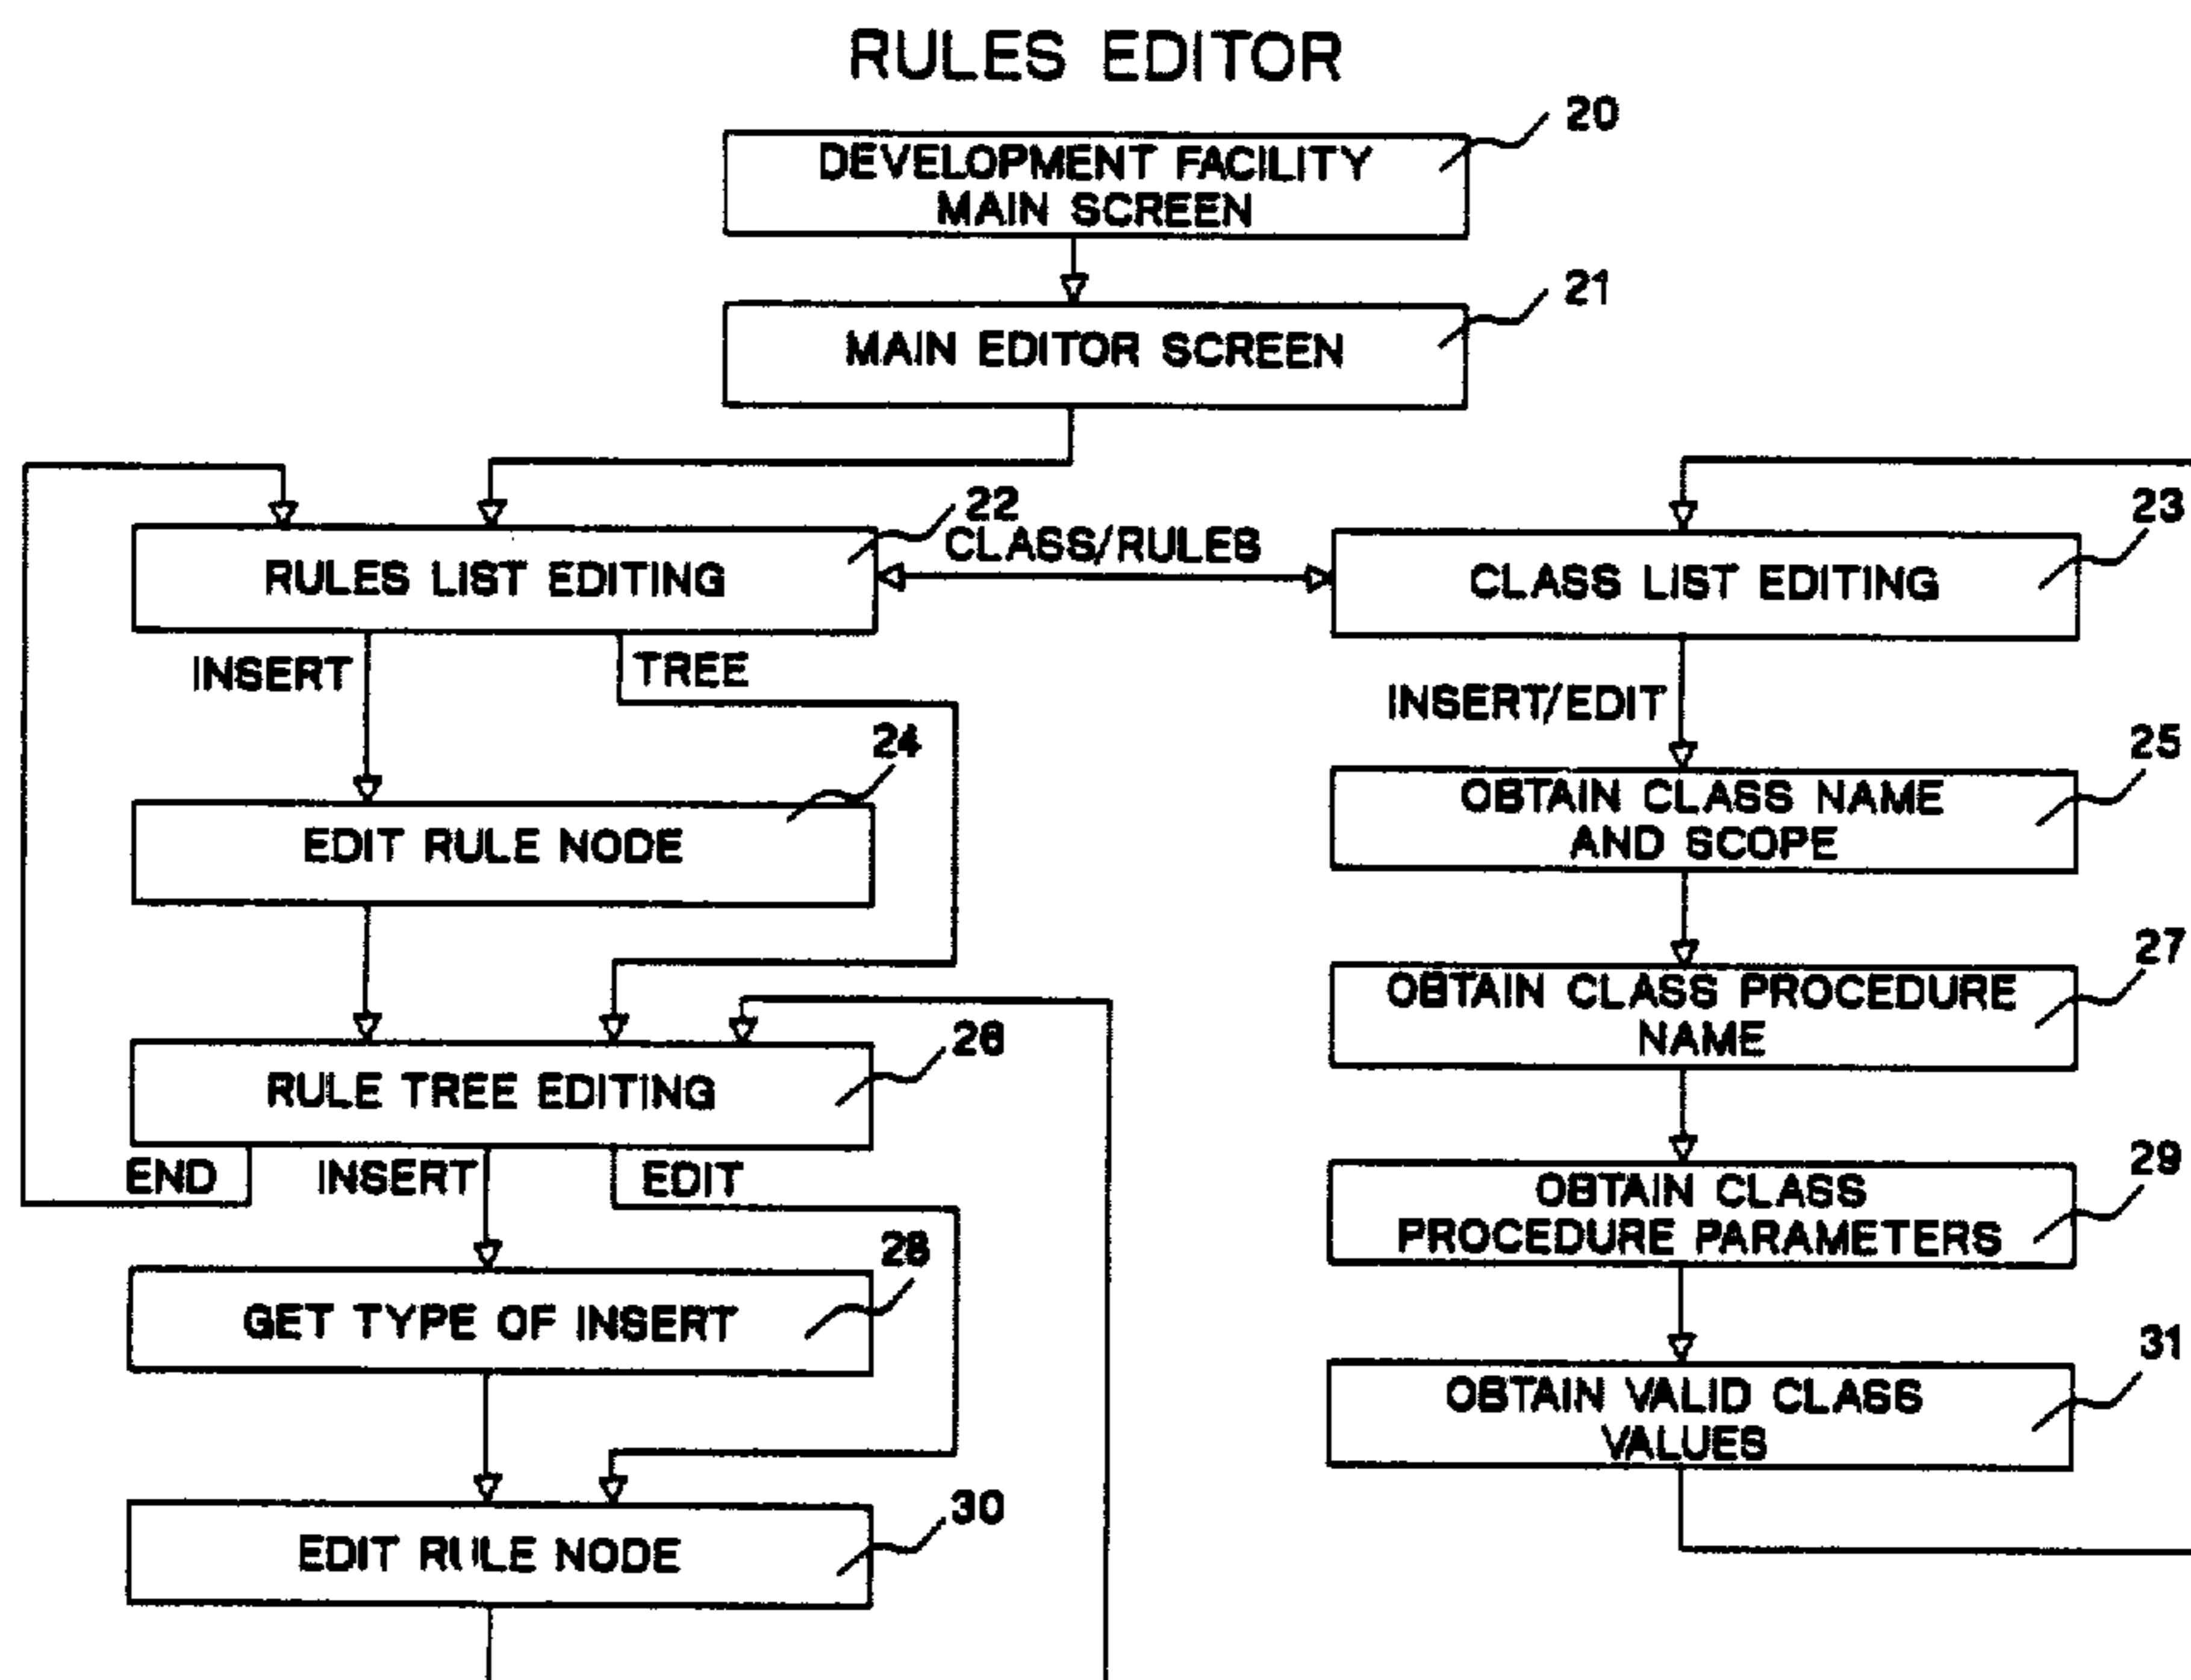 RULES EDITOR
20
DEVELOPMENT FACILITY
MAIN SCREEN
21
MAIN EDITOR SCREEN
22
CLASS/RULES
23
RULES LIST EDITING
CLASS LIST EDITING
INSERT
TREE
INSERT/EDIT
24
25
EDIT RULE NODE
OBTAIN CLASS NAME
AND SCOPE
27
OBTAIN CLASS PROCEDURE
NAME
26
RULE TREE EDITING
29
END
INSERT
EDIT
OBTAIN CLASS
PROCEDURE PARAMETERS
28
GET TYPE OF INSERT
31
OBTAIN VALID CLASS
VALUES
30
EDIT RULE NODE